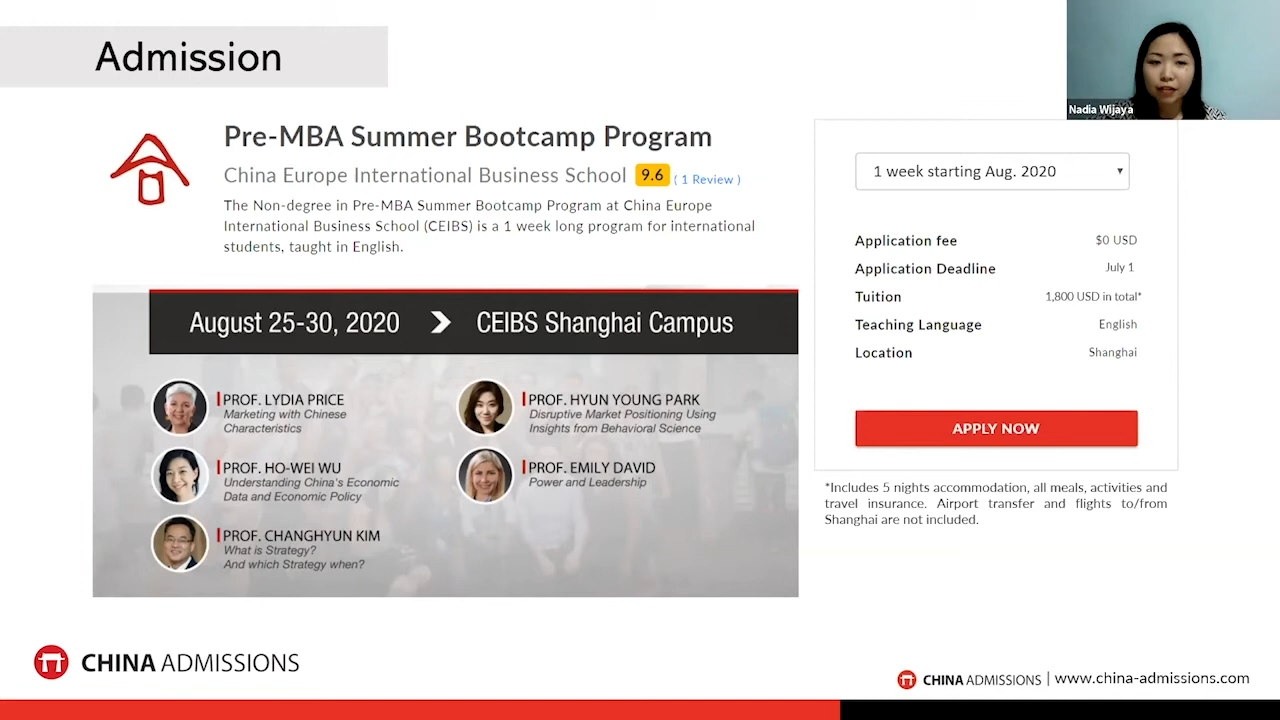 Admission
Nadia Wijaya
Pre-MBA Summer Bootcamp Program
China Europe International Business School 9.6 ( 1 Review )
The Non-degree in Pre-MBA Summer Bootcamp Program at China Europe
International Business School (CEIBS) is a 1 week long program for international
students, taught in English.
August 25-30, 2020 CEIBS Shanghai Campus
PROF. LYDIA PRICE
Marketing with Chinese
Characteristics
PROF. HO-WEI WU
Understanding China's Economic
Data and Economic Policy
PROF. CHANGHYUN KIM
What is Strategy?
And which Strategy when?
PROF. HYUN YOUNG PARK
Disruptive Market Positioning Using
Insights from Behavioral Science
PROF. EMILY DAVID
Power and Leadership
1 week starting Aug. 2020
Application fee $0 USD
Application Deadline July 1
Tuition 1,800 USD in total*
Teaching Language English
Location Shanghai
APPLY NOW
*Includes 5 nights accommodation, all meals, activities and
travel insurance. Airport transfer and flights to/from
Shanghai are not included.
CHINA ADMISSIONS
CHINA ADMISSIONS | www.china-admissions.com